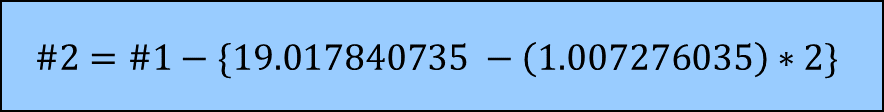 #2 = #1 − {19.017840735 − (1.007276035) ∗ 2}